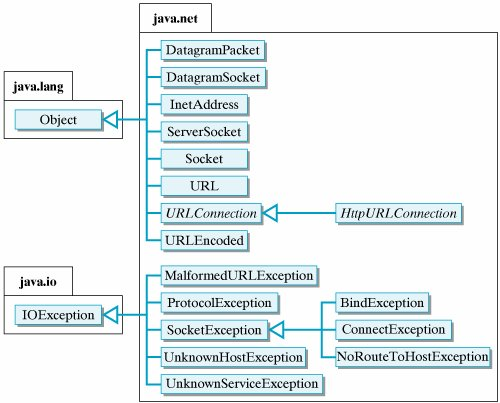 java.net
DatagramPacket
java.lang
DatagramSocket
Object
InetAddress
ServerSocket
Socket
URL
URLConnection HttpURLConnection
URLEncoded
java.io
MalformedURLException
IOException
ProtocolException BindException
SocketException ConnectException
UnknownHostException NoRouteToHostException
UnknownServiceException